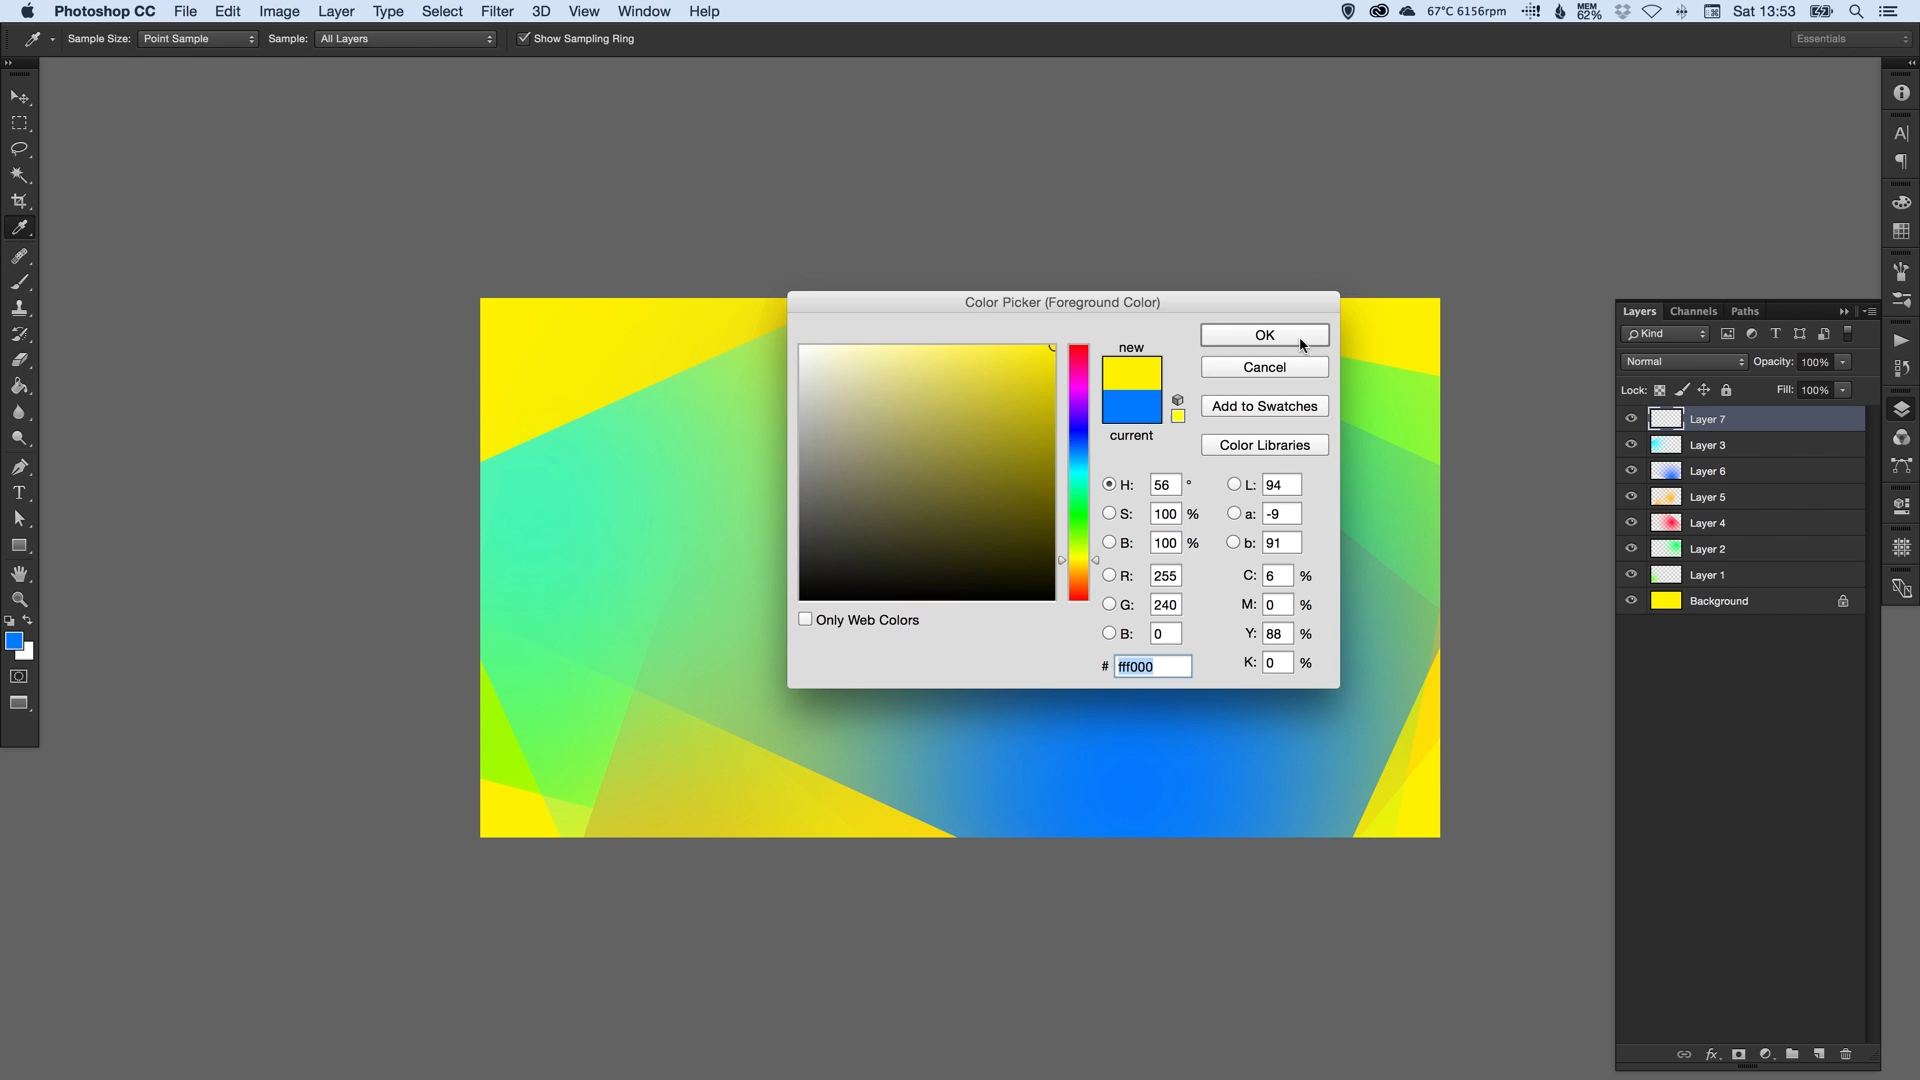 Photoshop CC File Edit Image Layer Type Select Filter 3D View Window Help 67°C 6156rpm MEM 62% Sat 13:53
Sample Size: Point Sample Sample: All Layers Show Sampling Ring Essentials
Color Picker (Foreground Color)
new
current
OK
Cancel
Add to Swatches
Color Libraries
H: 56 ° L: 94
S: 100 % a: -9
B: 100 % b: 91
R: 255 C: 6 %
G: 240 M: 0 %
B: 0 Y: 88 %
# fff000 K: 0 %
Only Web Colors
Layers Channels Paths
Kind
Normal Opacity: 100%
Lock: Fill: 100%
Layer 7
Layer 3
Layer 6
Layer 5
Layer 4
Layer 2
Layer 1
Background
fx